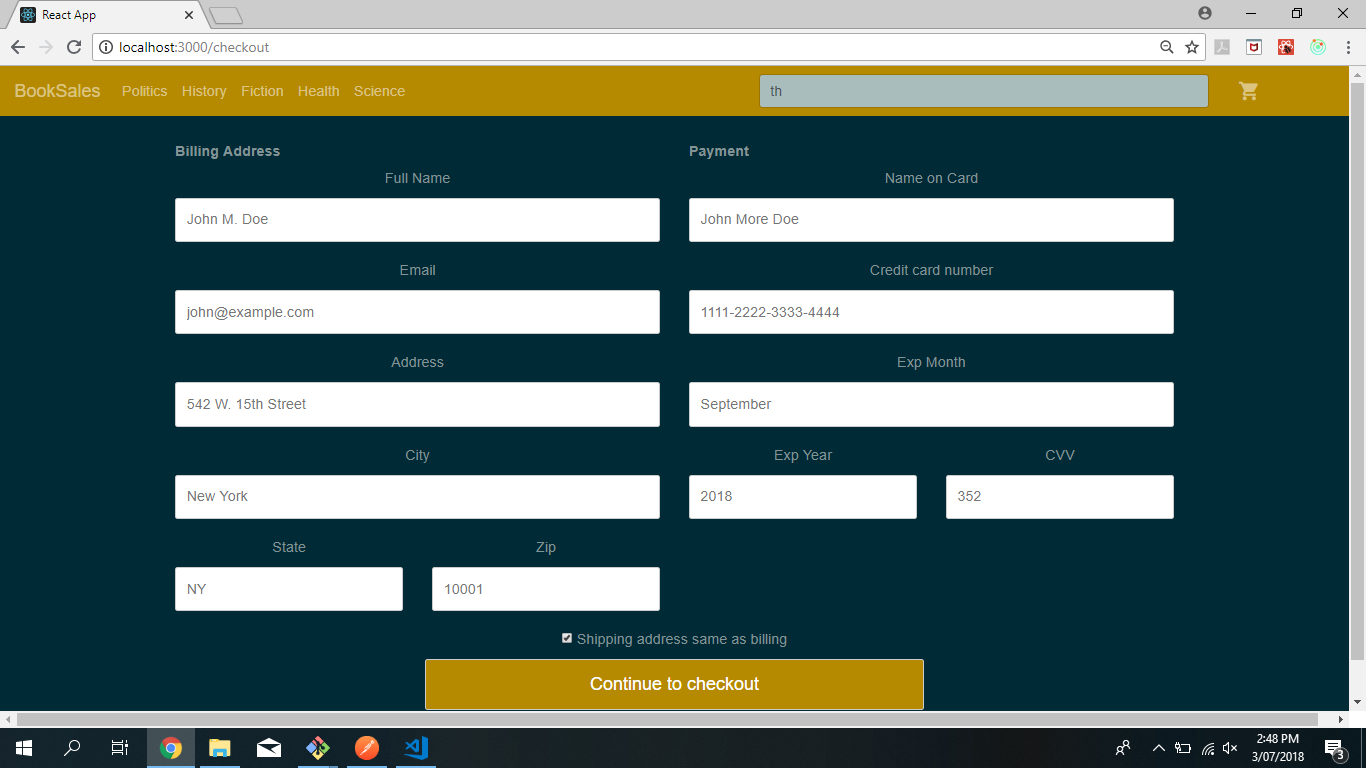 React App
localhost:3000/checkout
BookSales Politics History Fiction Health Science th
Billing Address
Full Name
John M. Doe
Email
john@example.com
Address
542 W. 15th Street
City
New York
State Zip
NY 10001
Payment
Name on Card
John More Doe
Credit card number
1111-2222-3333-4444
Exp Month
September
Exp Year CVV
2018 352
Shipping address same as billing
Continue to checkout
2:48 PM
3/07/2018
3